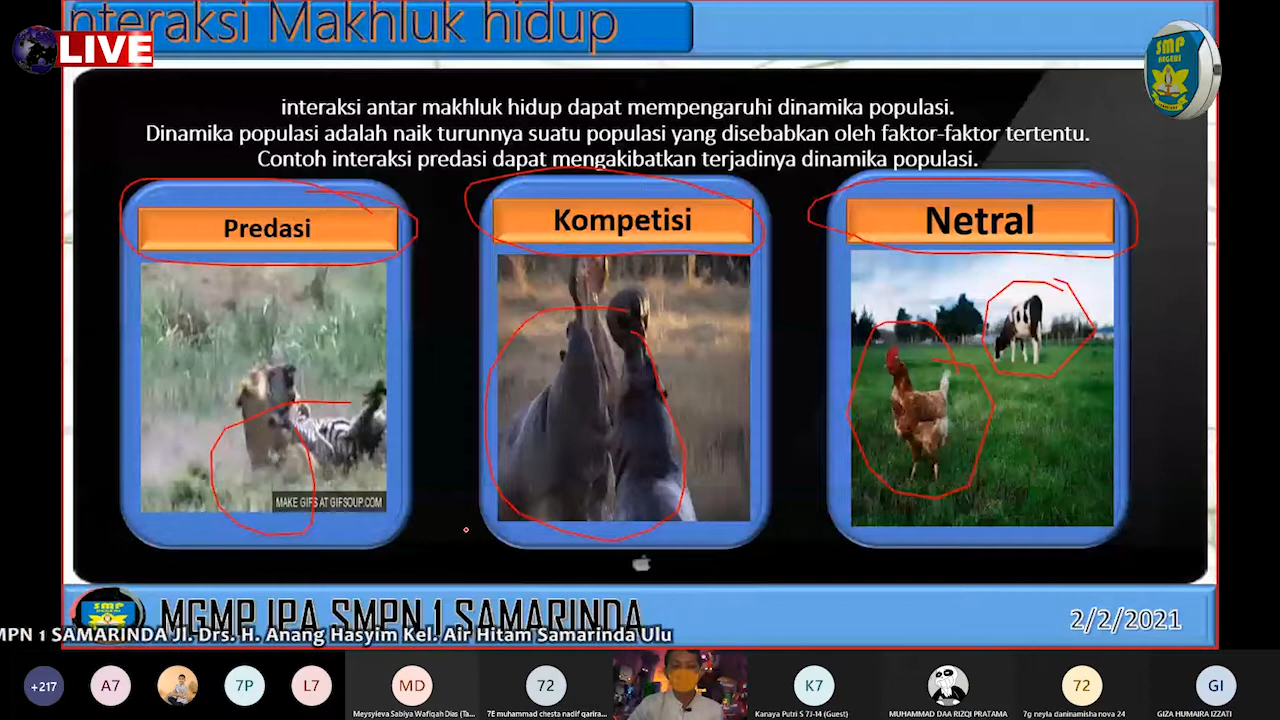 nteraksi Makhluk hidup
LIVE
SMP
NEGERI
interaksi antar makhluk hidup dapat mempengaruhi dinamika populasi.
Dinamika populasi adalah naik turunnya suatu populasi yang disebabkan oleh faktor-faktor tertentu.
Contoh interaksi predasi dapat mengakibatkan terjadinya dinamika populasi.
Predasi
Kompetisi
Netral
MAKE GIFS AT GIFSOUP.COM
SMP
MGMP IPA SMPN 1 SAMARINDA
2/2/2021
MPN 1 SAMARINDA Jl. Drs. H. Anang Hasyim Kel. Air Hitam Samarinda Ulu
+217
A7
7P
L7
MD
72
K7
72
GI
Meysyieva Sabiya Wafiqah Dias (Ta...
7E muhammad chesta nadif qarira...
Kanaya Putri S 7J-14 (Guest)
MUHAMMAD DAA RIZQI PRATAMA
7g neyla daninamisha nova 24
GIZA HUMAIRA IZZATI